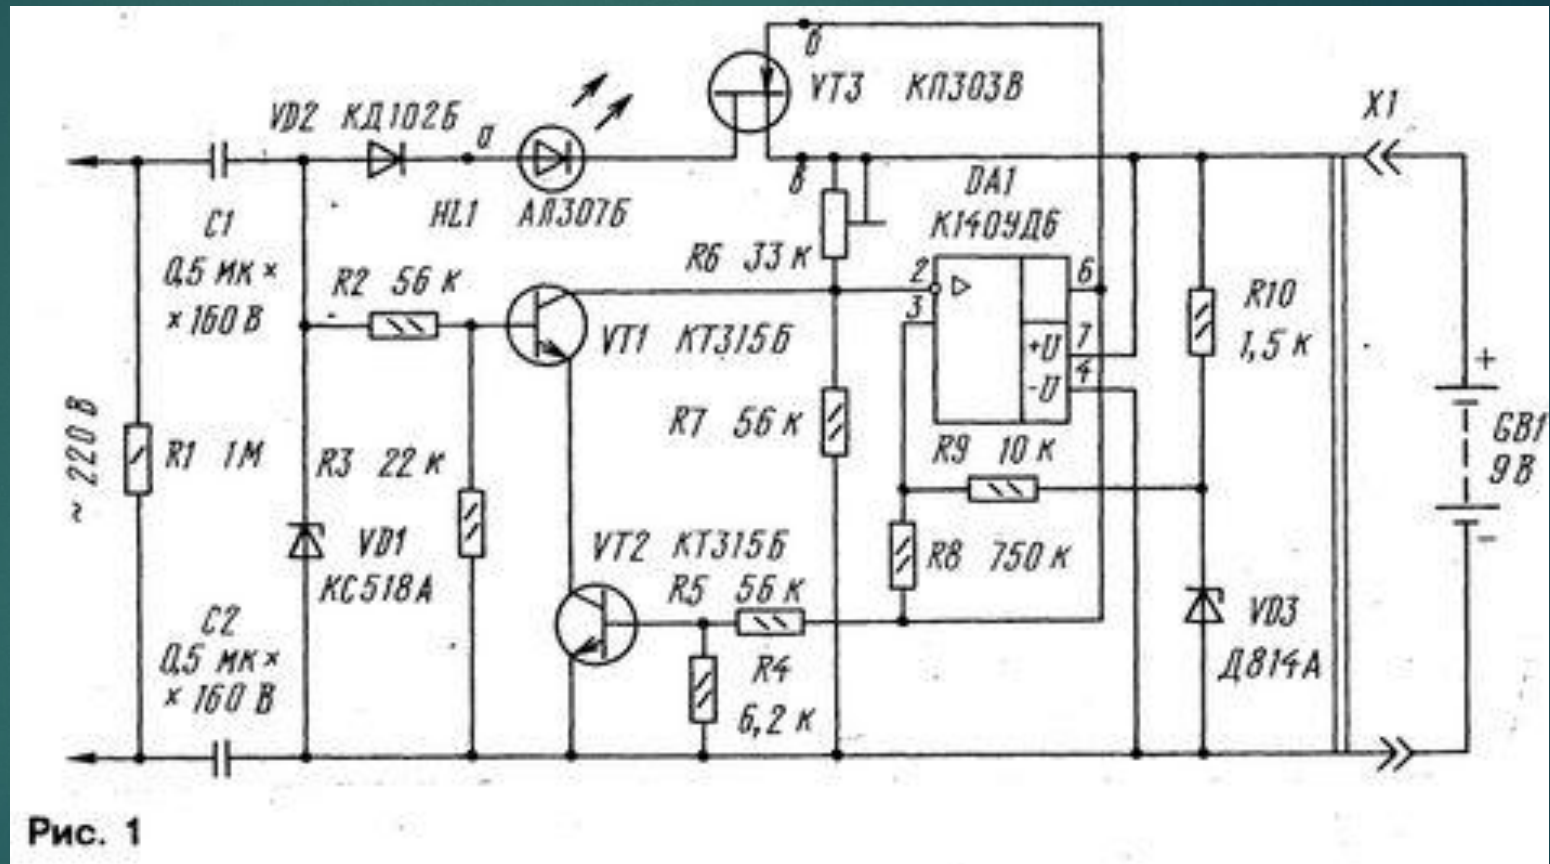 VD2 КД102Б
а
б
VT3 КП303В
X1
C1
0,5 мк ×
× 160 В
HL1 АЛ307Б
в
DA1
К140УД6
R6 33 к
2
3
▷
6
7
4
+U
-U
R10
1,5 к
R2 56 к
VT1 КТ315Б
~ 220 В
R1 1М
R3 22 к
R7 56 к
R9 10 к
+
GB1
9 В
-
VD1
КС518А
VT2 КТ315Б
R8 750 к
R5 56 к
VD3
Д814А
C2
0,5 мк ×
× 160 В
R4
6,2 к
Рис. 1